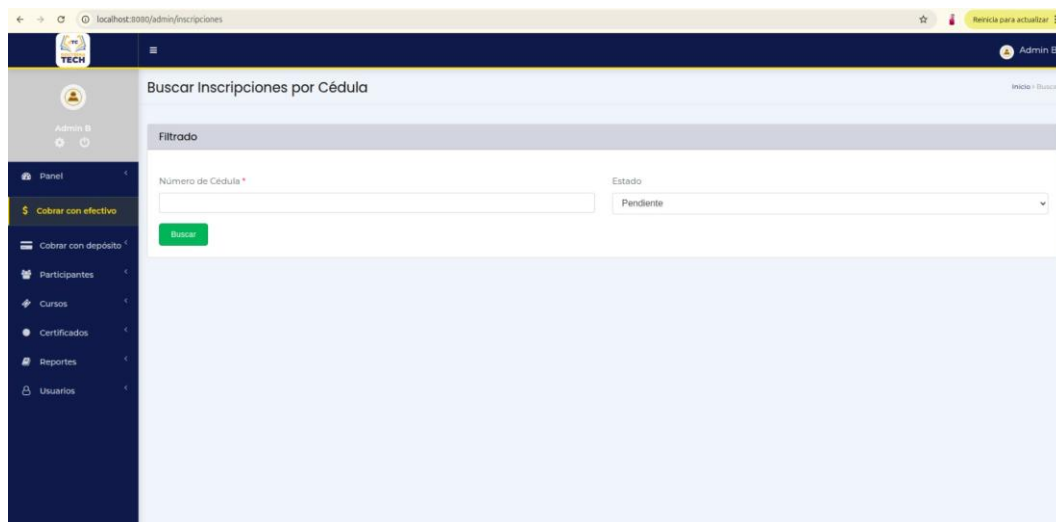 localhost:8080/admin/inscripciones
Reinicia para actualizar
TECH
Admin B
Buscar Inscripciones por Cédula
Inicio
Admin B
Filtrado
Panel
Número de Cedula *
Estado
Pendiente
$ Cobrar con efectivo
Buscar
Cobrar con depósito
Participantes
Cursos
Certificados
Reportes
Usuarios